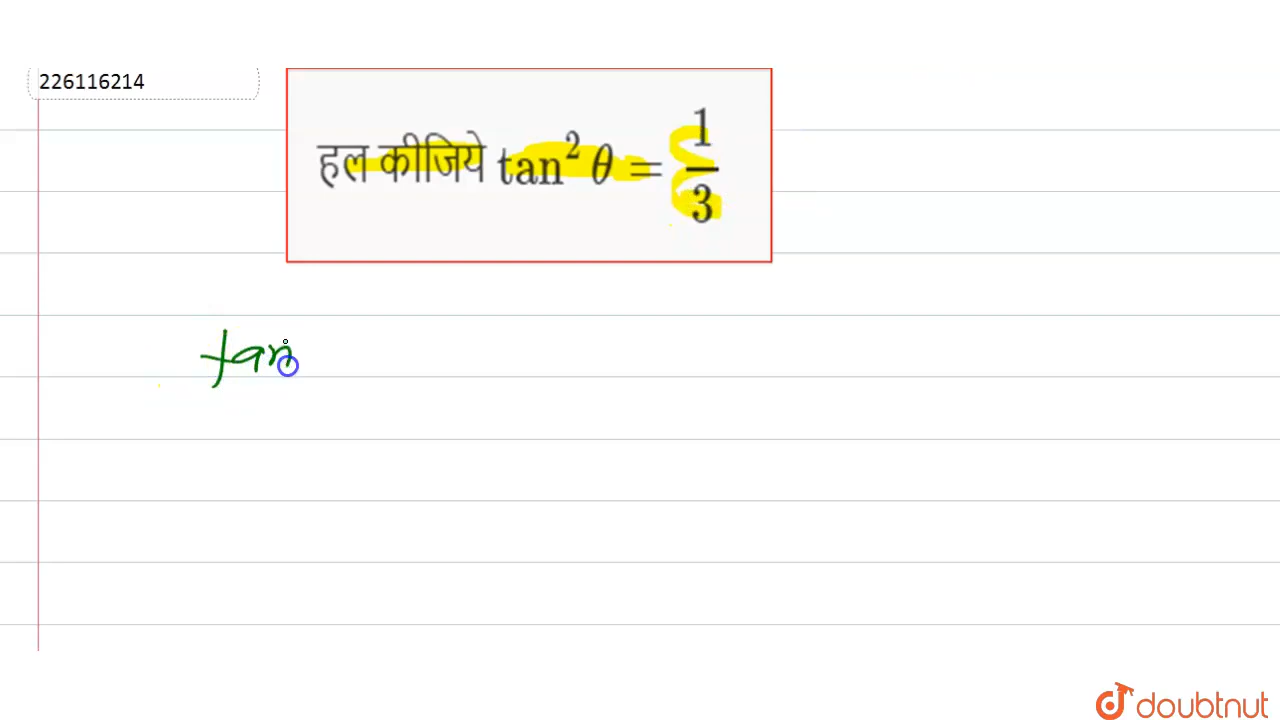 226116214
हल कीजिये tan² θ = 1/3
tan
doubtnut